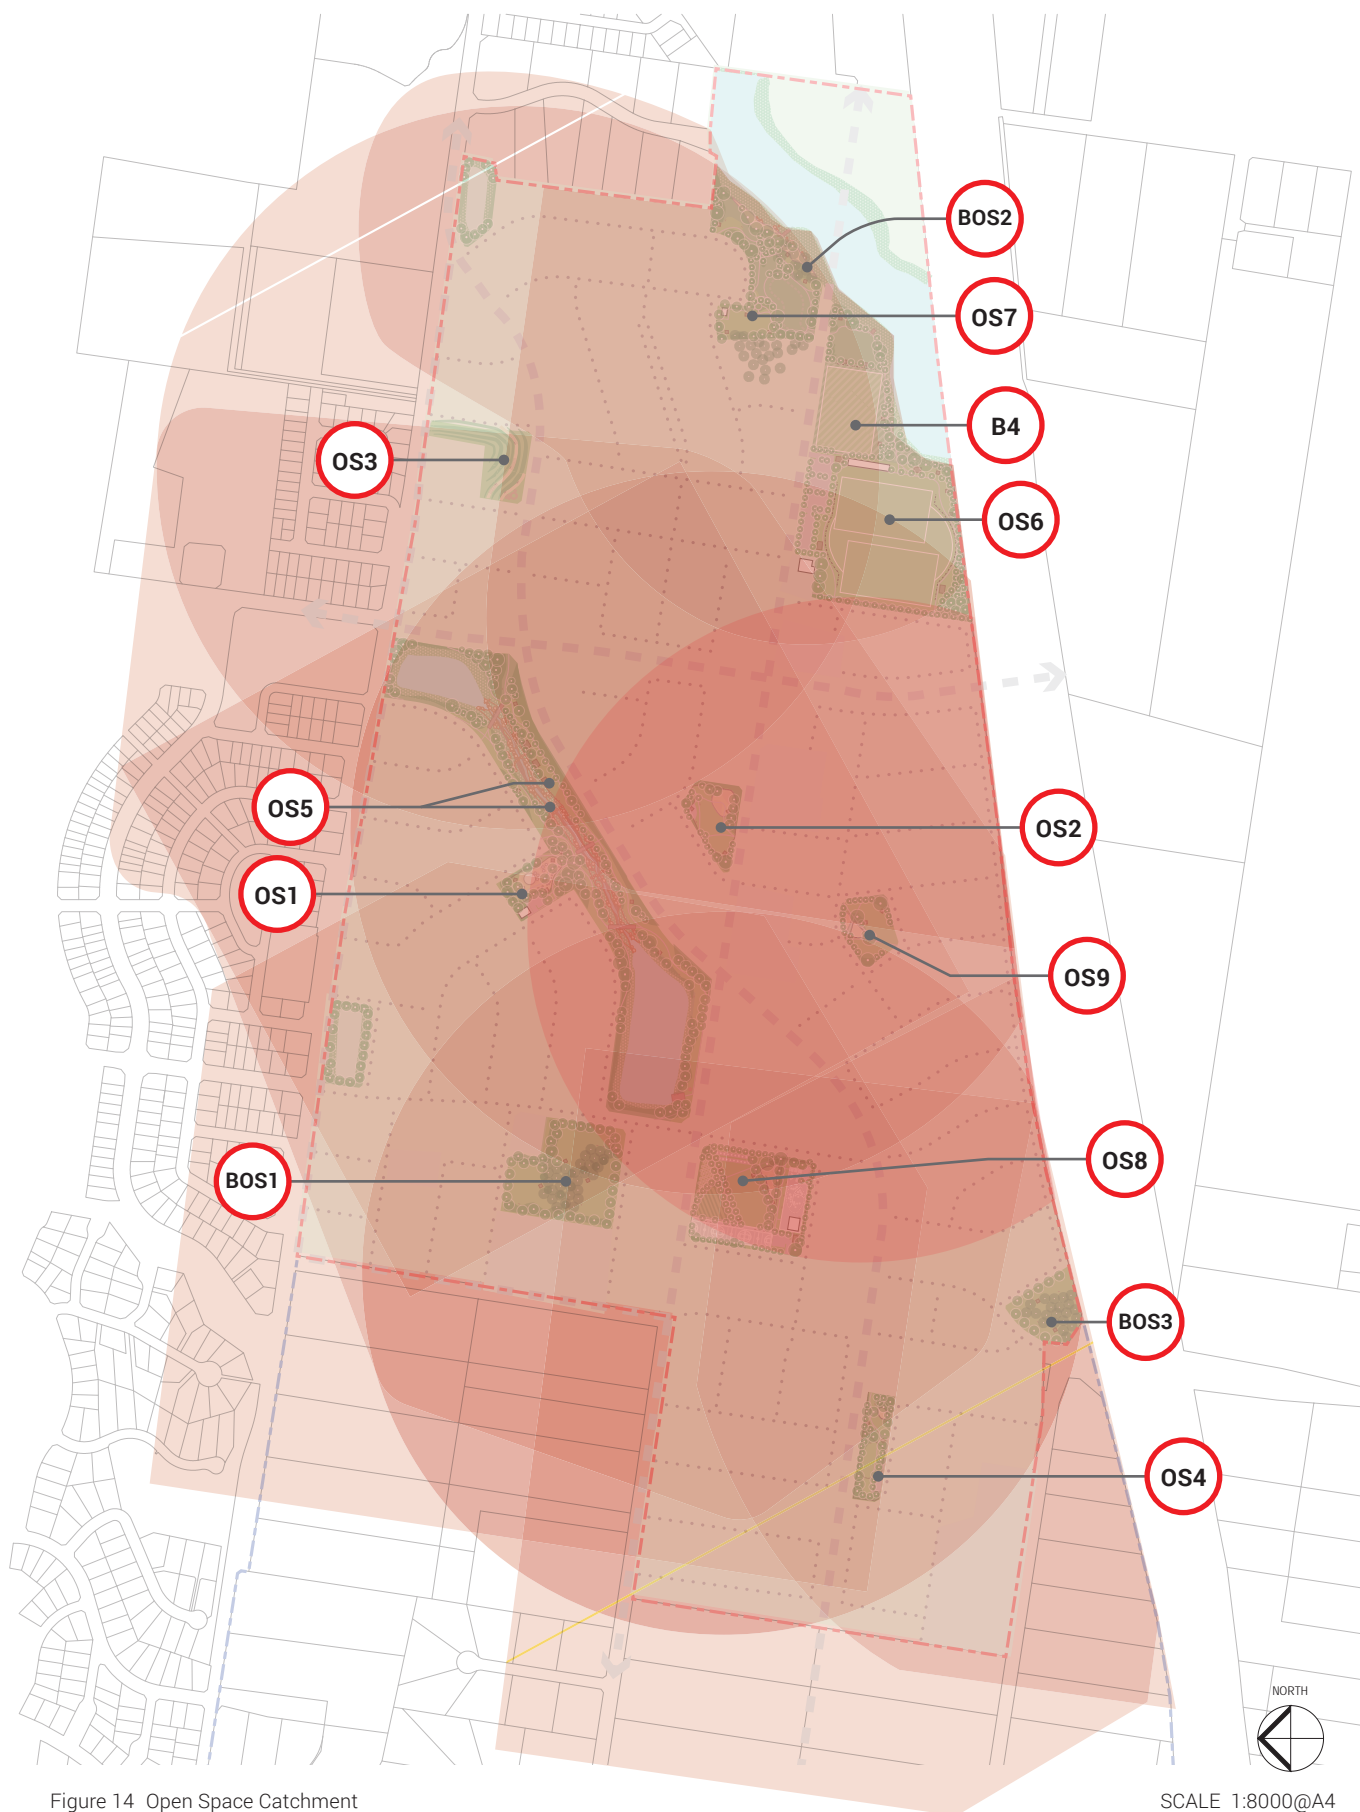 BOS2
OS7
B4
OS3
OS6
OS5
OS2
OS1
OS9
OS8
BOS1
BOS3
OS4
NORTH
Figure 14 Open Space Catchment
SCALE 1:8000@A4